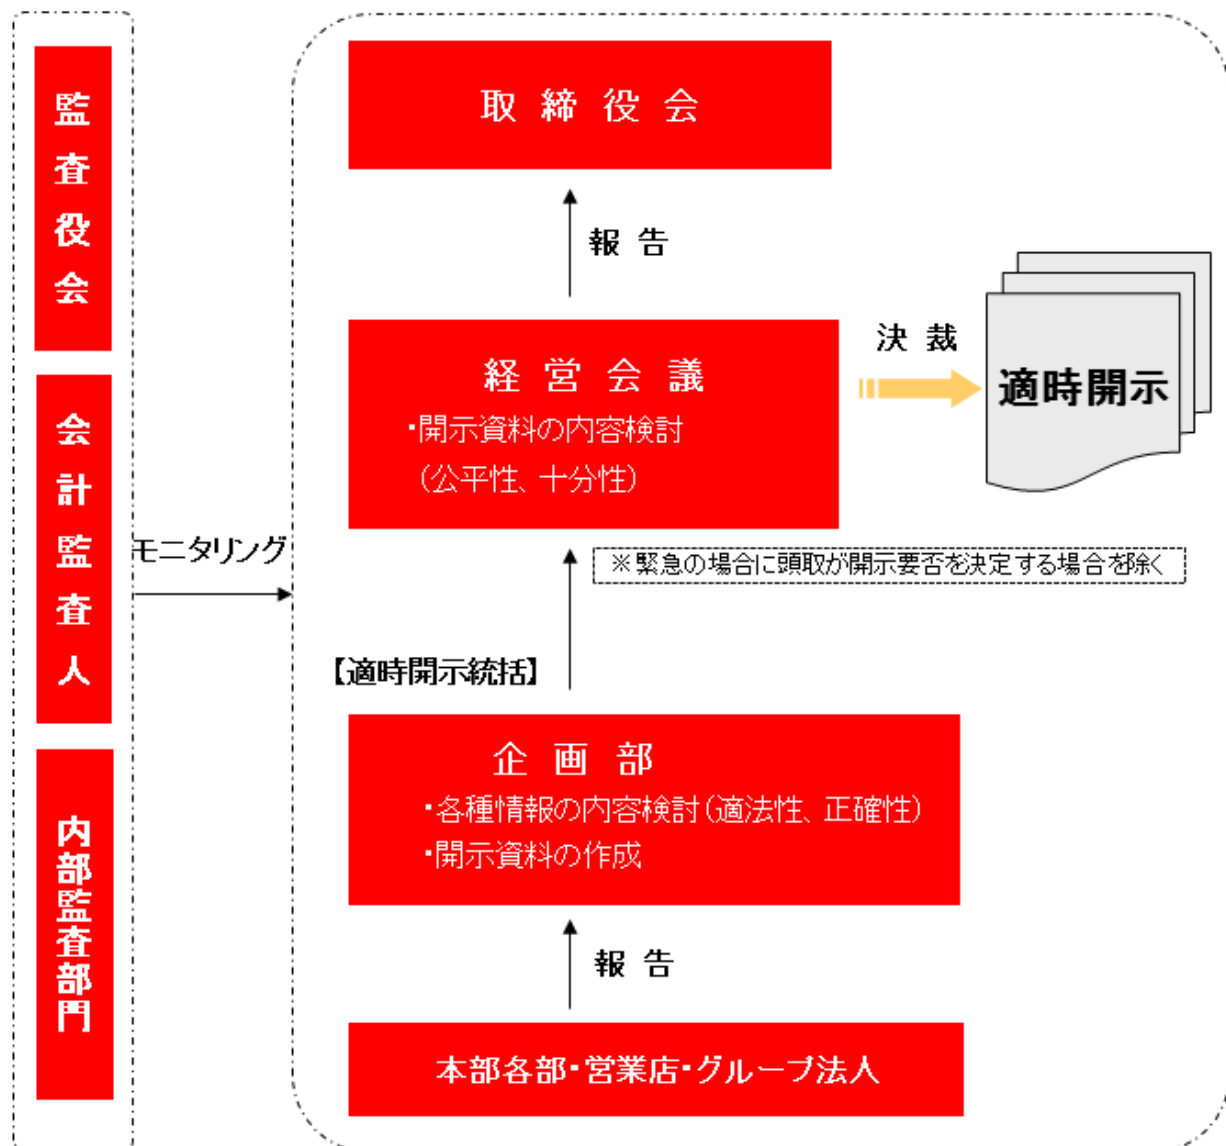 監査役会
会計監査人
内部監査部門
モニタリング
取締役会
報告
経営会議
・開示資料の内容検討
（公平性、十分性）
決裁
適時開示
※緊急の場合に頭取が開示要否を決定する場合を除く
【適時開示統括】
企画部
・各種情報の内容検討（適法性、正確性）
・開示資料の作成
報告
本部各部・営業店・グループ法人